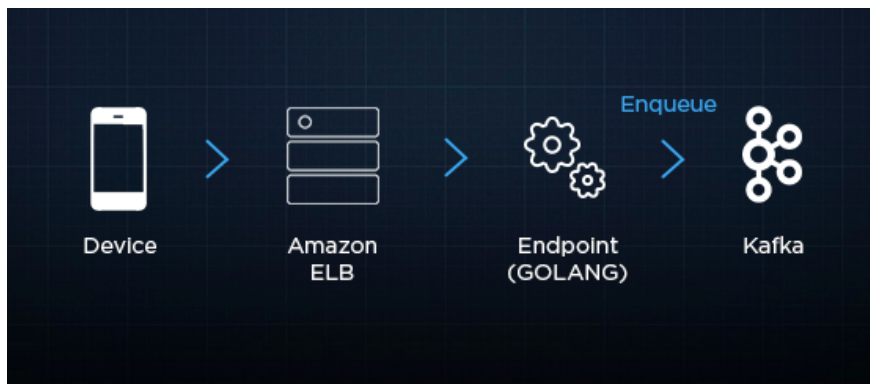 Enqueue
Device
Amazon
ELB
Endpoint
(GOLANG)
Kafka